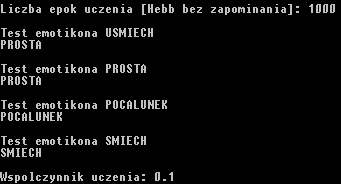 Liczba epok uczenia [Hebb bez zapominania]: 1000
Test emotikona USMIECH
PROSTA
Test emotikona PROSTA
PROSTA
Test emotikona POCALUNEK
POCALUNEK
Test emotikona SMIECH
SMIECH
Wspolczynnik uczenia: 0.1